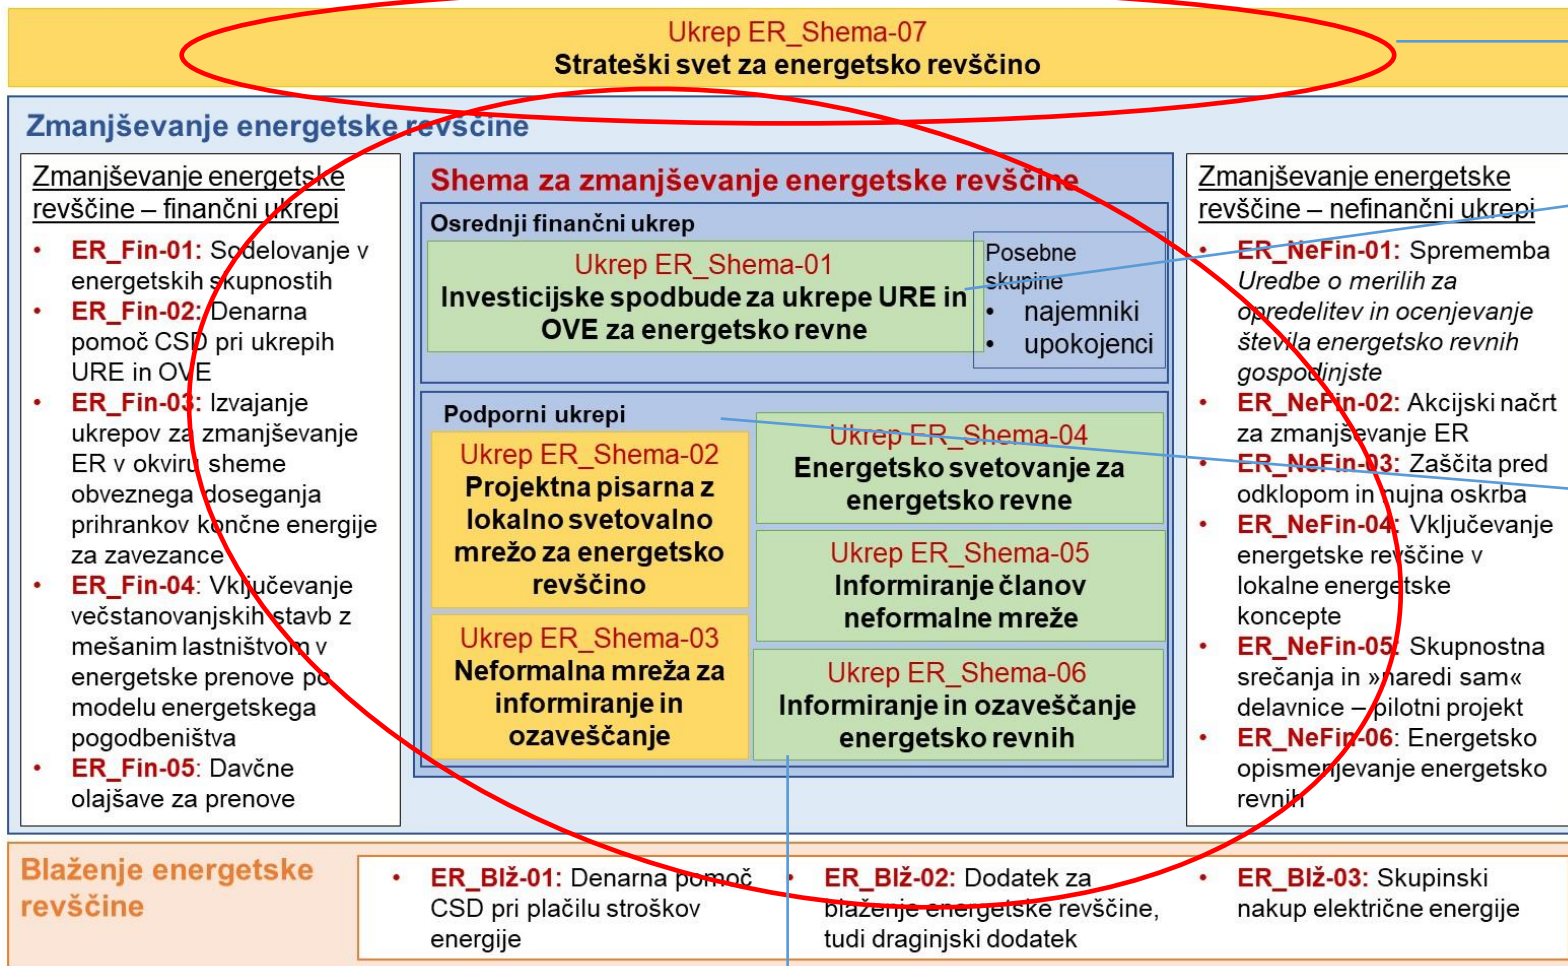 Ukrep ER_Shema-07
Strateški svet za energetsko revščino
Zmanjševanje energetske revščine
Zmanjševanje energetske
revščine – finančni ukrepi
• ER_Fin-01: Sodelovanje v
energetskih skupnostih
• ER_Fin-02: Denarna
pomoč CSD pri ukrepih
URE in OVE
• ER_Fin-03: Izvajanje
ukrepov za zmanjševanje
ER v okviru sheme
obveznega doseganja
prihrankov končne energije
za zavezance
• ER_Fin-04: Vključevanje
večstanovanjskih stavb z
mešanim lastništvom v
energetske prenove po
modelu energetskega
pogodbeništva
• ER_Fin-05: Davčne
olajšave za prenove
Shema za zmanjševanje energetske revščine
Osrednji finančni ukrep
Ukrep ER_Shema-01
Investicijske spodbude za ukrepe URE in
OVE za energetsko revne
Posebne
skupine
• najemniki
• upokojenci
Podporni ukrepi
Ukrep ER_Shema-02
Projektna pisarna z
lokalno svetovalno
mrežo za energetsko
revščino
Ukrep ER_Shema-03
Neformalna mreža za
informiranje in
ozaveščanje
Ukrep ER_Shema-04
Energetsko svetovanje za
energetsko revne
Ukrep ER_Shema-05
Informiranje članov
neformalne mreže
Ukrep ER_Shema-06
Informiranje in ozaveščanje
energetsko revnih
Zmanjševanje energetske
revščine – nefinančni ukrepi
• ER_NeFin-01: Sprememba
Uredbe o merilih za
opredelitev in ocenjevanje
števila energetsko revnih
gospodinjste
• ER_NeFin-02: Akcijski načrt
za zmanjševanje ER
• ER_NeFin-03: Zaščita pred
odklopom in nujna oskrba
• ER_NeFin-04: Vključevanje
energetske revščine v
lokalne energetske
koncepte
• ER_NeFin-05: Skupnostna
srečanja in »naredi sam«
delavnice – pilotni projekt
• ER_NeFin-06: Energetsko
opismenjevanje energetsko
revnih
Blaženje energetske
revščine
• ER_Blž-01: Denarna pomoč
CSD pri plačilu stroškov
energije
• ER_Blž-02: Dodatek za
blaženje energetske revščine,
tudi draginjski dodatek
• ER_Blž-03: Skupinski
nakup električne energije